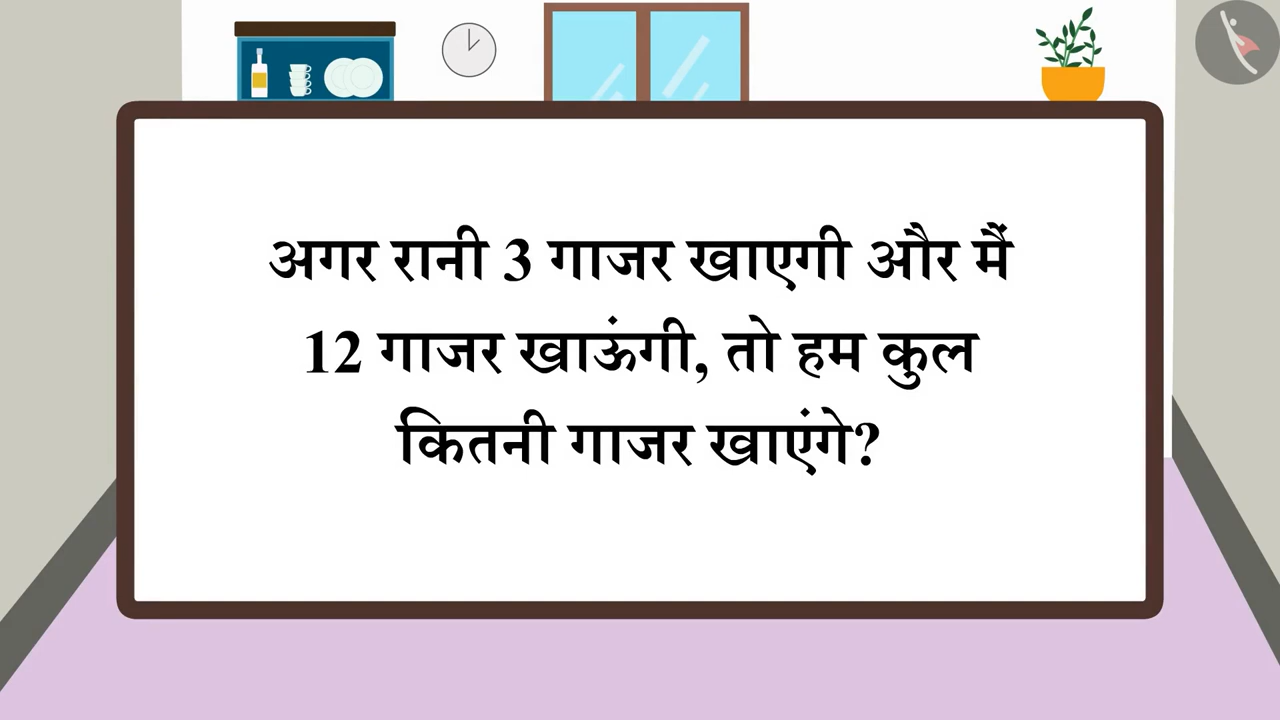 अगर रानी 3 गाजर खाएगी और मैं
12 गाजर खाऊंगी, तो हम कुल
कितनी गाजर खाएंगे?